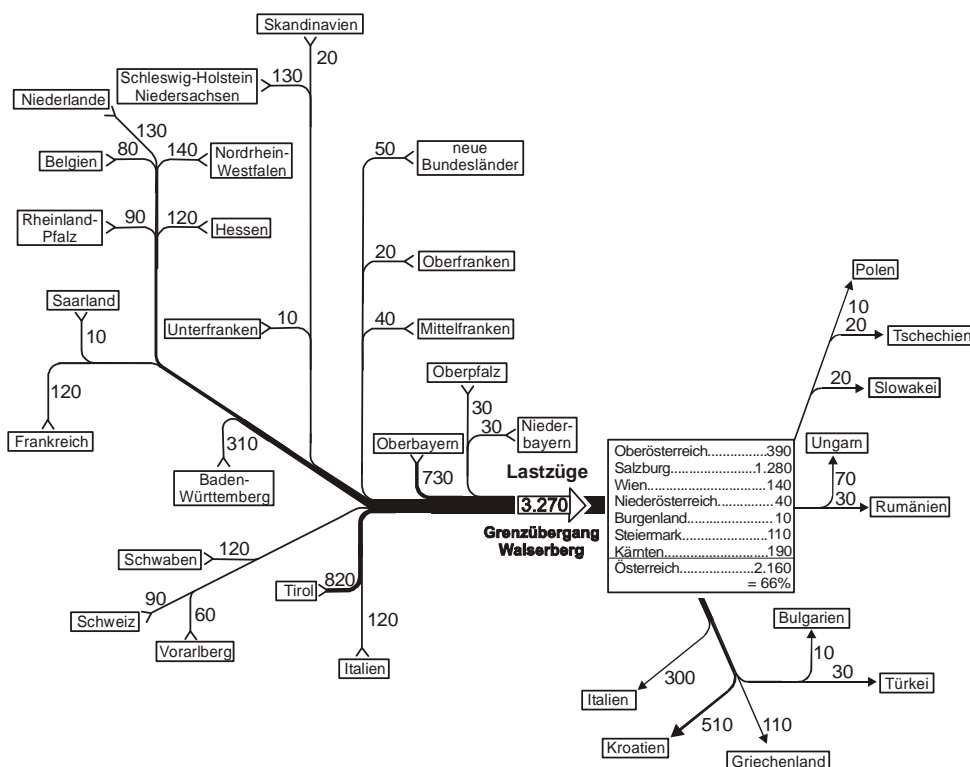 Skandinavien
20
Schleswig-Holstein
Niedersachsen
130
Niederlande
130
Belgien
80
140
Nordrhein-
Westfalen
50
neue
Bundesländer
Rheinland-
Pfalz
90
120
Hessen
20
Oberfranken
Saarland
10
Unterfranken
10
40
Mittelfranken
120
Frankreich
310
Baden-
Württemberg
Oberpfalz
30
30
Nieder-
bayern
Oberbayern
730
Lastzüge
3.270
Grenzübergang
Walserberg
Schwaben
120
Schweiz
90
60
Vorarlberg
Tirol
820
120
Italien
Oberösterreich..............390
Salzburg.....................1.280
Wien.............................140
Niederösterreich............40
Burgenland....................10
Steiermark...................110
Kärnten........................190
Österreich..................2.160
= 66%
Polen
10
20
Tschechien
20
Slowakei
Ungarn
70
30
Rumänien
Bulgarien
10
30
Türkei
300
Italien
510
Kroatien
110
Griechenland